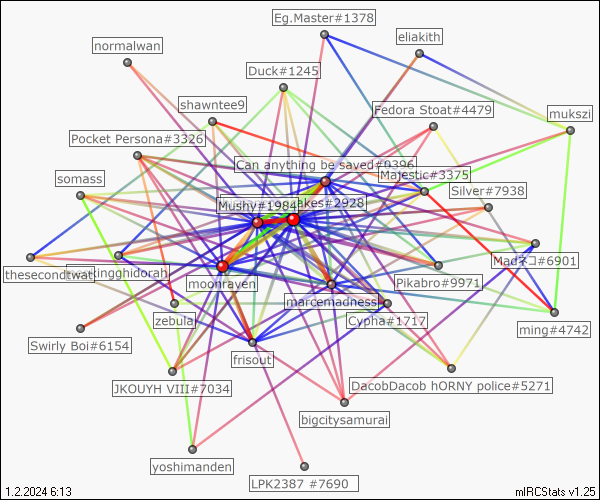 Eg.Master#1378
normalwan
eliakith
Duck#1245
shawntee9
Fedora Stoat#4479
mukszi
Pocket Persona#3326
Can anything be saved#0396
Majestic#3375
somass
Silver#7938
Mushy#1984
akes#2928
Madネコ#6901
thesecondtwat
kingghidorah
moonraven
Pikabro#9971
marcemadness
zebular
Cypha#1717
ming#4742
Swirly Boi#6154
frisout
JKOUYH VIII#7034
DacobDacob hORNY police#5271
bigcitysamurai
yoshimanden
LPK2387 #7690
1.2.2024 6:13
mIRCStats v1.25